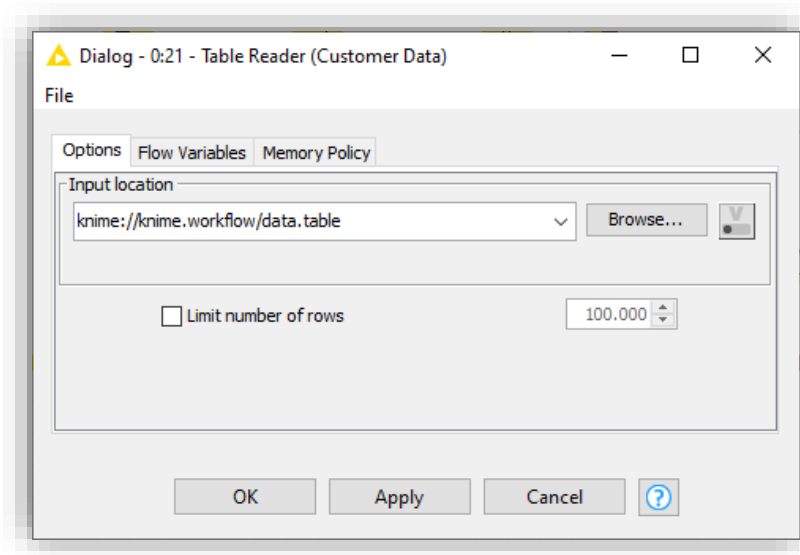 Dialog - 0:21 - Table Reader (Customer Data)
File
Options Flow Variables Memory Policy
Input location
knime://knime.workflow/data.table Browse... V
Limit number of rows 100.000
OK Apply Cancel ?